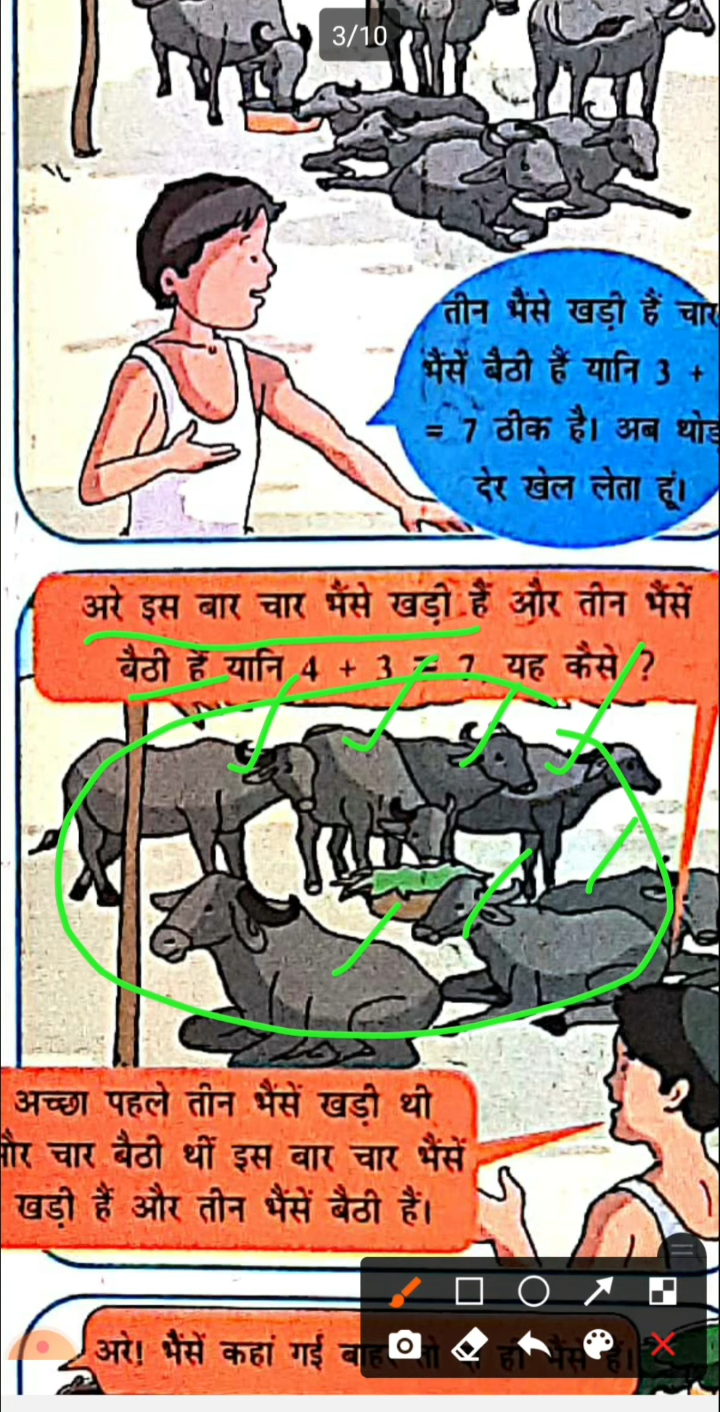 3/10
तीन भैंसे खड़ी हैं चार
भैंसें बैठी हैं यानि 3 +
= 7 ठीक है। अब
देर खेल लेता हूं।
अरे इस बार चार भैंसे खड़ी हैं और तीन भैंसें
बैठी हैं यानि 4 + 3 = 7 यह कैसे ?
अच्छा पहले तीन भैंसें खड़ी थी
चार बैठी थीं इस बार चार भैंसें
खड़ी हैं और तीन भैंसें बैठी हैं।
अरे! भैंसें कहां गई